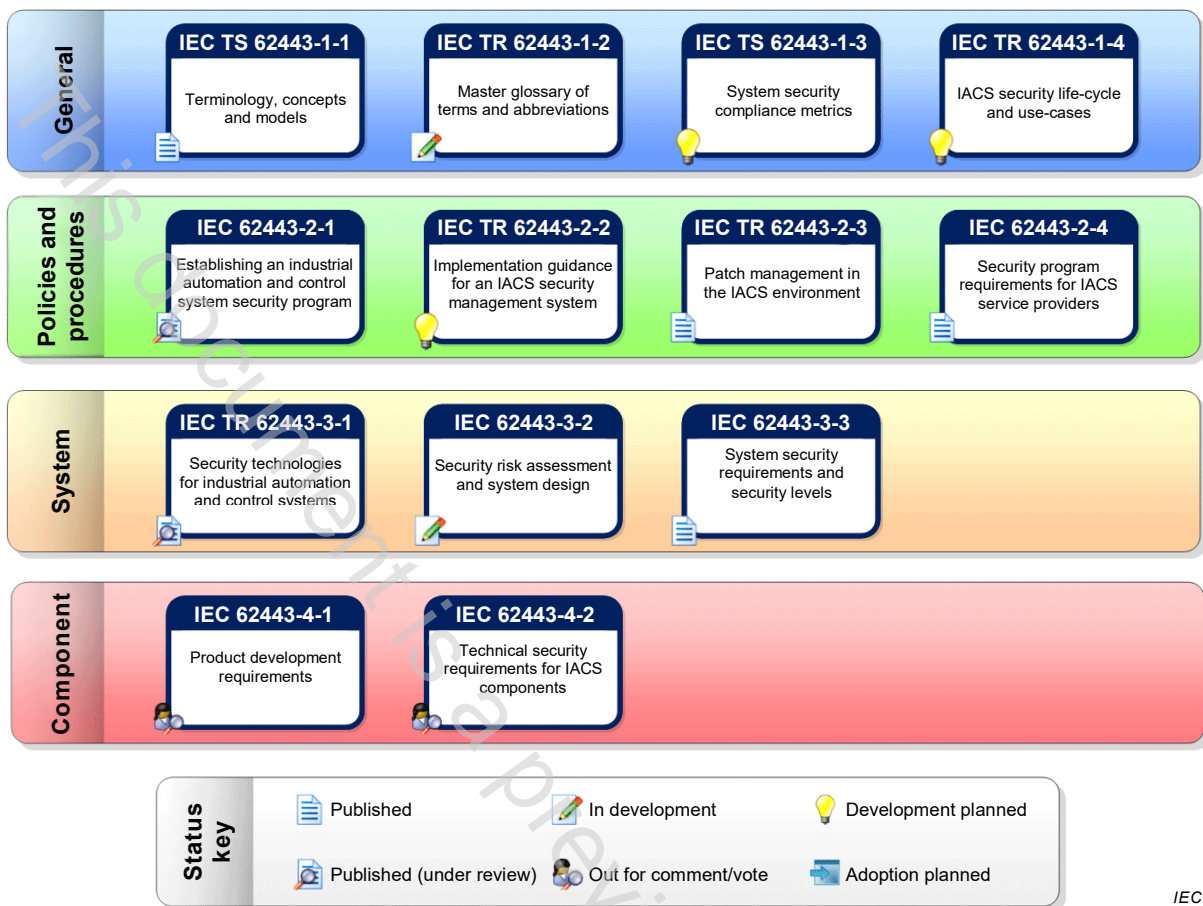 General
IEC TS 62443-1-1
Terminology, concepts
and models
IEC TR 62443-1-2
Master glossary of
terms and abbreviations
IEC TS 62443-1-3
System security
compliance metrics
IEC TR 62443-1-4
IACS security life-cycle
and use-cases
Policies and
procedures
IEC 62443-2-1
Establishing an industrial
automation and control
system security program
IEC TR 62443-2-2
Implementation guidance
for an IACS security
management system
IEC TR 62443-2-3
Patch management in
the IACS environment
IEC 62443-2-4
Security program
requirements for IACS
service providers
System
IEC TR 62443-3-1
Security technologies
for industrial automation
and control systems
IEC 62443-3-2
Security risk assessment
and system design
IEC 62443-3-3
System security
requirements and
security levels
Component
IEC 62443-4-1
Product development
requirements
IEC 62443-4-2
Technical security
requirements for IACS
components
Status
key
Published
In development
Development planned
Published (under review)
Out for comment/vote
Adoption planned
IEC
This document is a previ